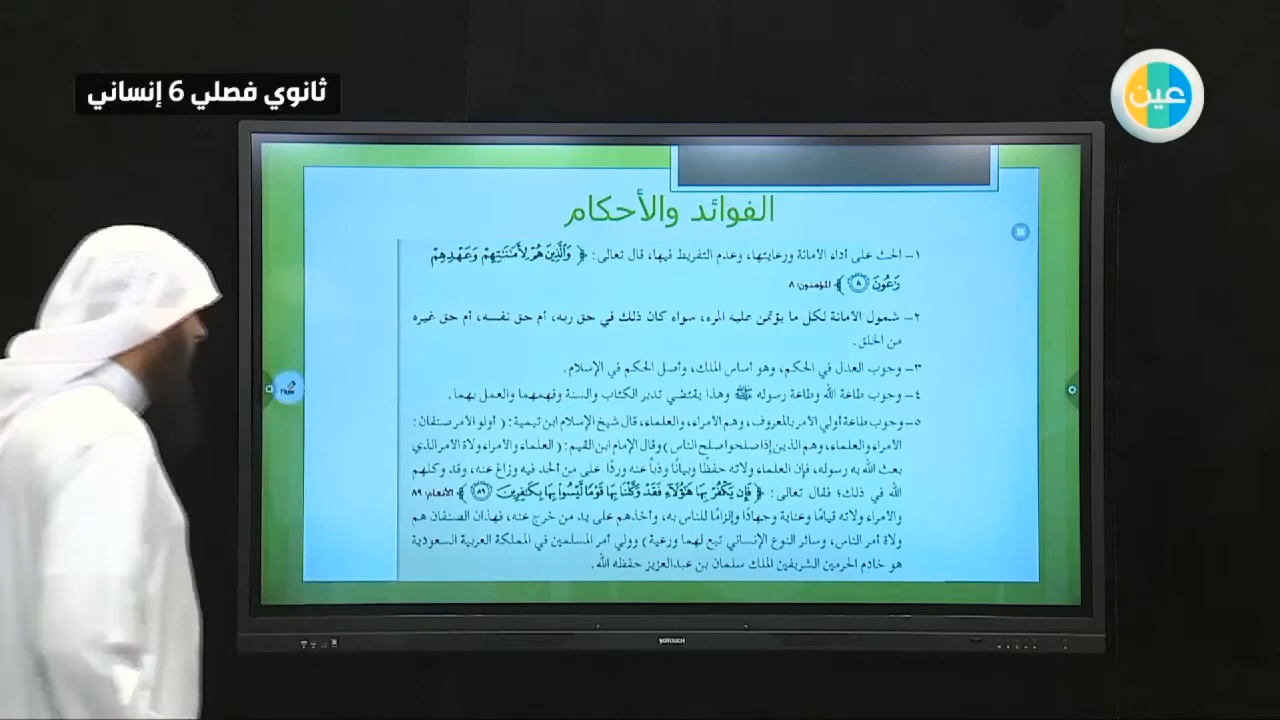 ثانوي فصلي 6 إنساني
عين
الفوائد والأحكام
١- الحث على أداء الأمانة ورعايتها، وعدم التفريط فيها، قال تعالى: ﴿ وَٱلَّذِينَ هُمْ لِأَمَٰنَٰتِهِمْ وَعَهْدِهِمْ
رَٰعُونَ ٨ ﴾ المؤمنون: ٨
٢- شمول الأمانة لكل ما يؤتمن عليه المرء، سواء كان ذلك في حق ربه، أم حق نفسه، أم حق غيره
من الخلق.
٣- وجوب العدل في الحكم، وهو أساس الملك، وأصل الحكم في الإسلام.
٤- وجوب طاعة الله وطاعة رسوله ﷺ وهذا يقتضي تدبر الكتاب والسنة وفهمهما والعمل بهما.
٥- وجوب طاعة أولي الأمر بالمعروف، وهم الأمراء، والعلماء، قال شيخ الإسلام ابن تيمية: ( أولو الأمر صنفان:
الأمراء والعلماء، وهم الذين إذا صلحوا صلح الناس ) وقال الإمام ابن القيم: ( العلماء والأمراء ولاة الأمر الذي
بعث الله به رسوله، فإن العلماء ولاته حفظًا وبيانًا وذباً عنه وردًا على من ألحد فيه وزاغ عنه، وقد وكلهم
الله في ذلك؛ فقال تعالى: ﴿ فَإِن يَكْفُرْ بِهَا هَٰٓؤُلَآءِ فَقَدْ وَكَّلْنَا بِهَا قَوْمًا لَّيْسُوا۟ بِهَا بِكَٰفِرِينَ ٨٩ ﴾ الأنعام: ٨٩
والأمراء ولاته قيامًا وعناية وجهادًا وإلزامًا للناس به، وأخذهم على يد من خرج عنه، فهذان الصنفان هم
ولاة أمر الناس، وسائر النوع الإنساني تبع لهما ورعية ) وولي أمر المسلمين في المملكة العربية السعودية
هو خادم الحرمين الشريفين الملك سلمان بن عبدالعزيز حفظه الله.